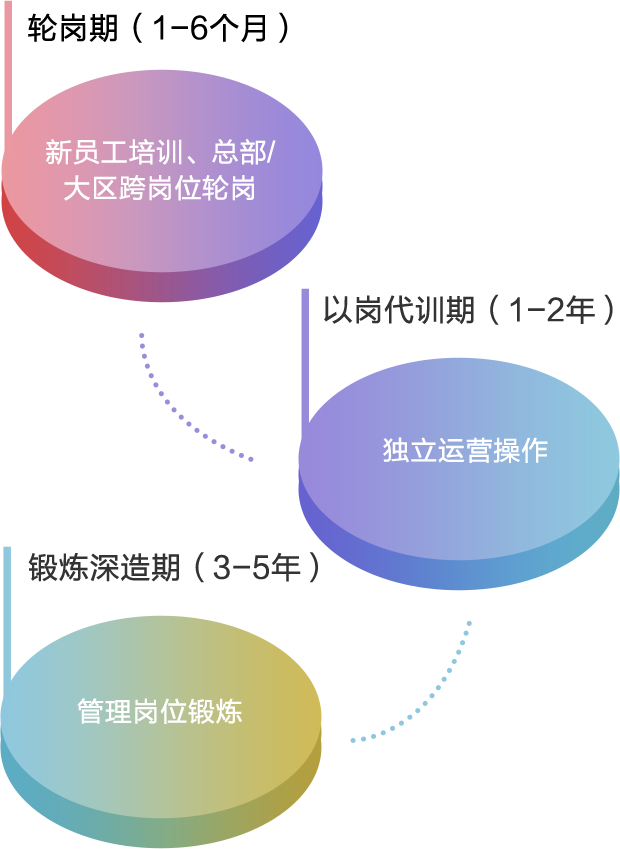 轮岗期（1-6个月）
新员工培训、总部/
大区跨岗位轮岗
以岗代训期（1-2年）
独立运营操作
锻炼深造期（3-5年）
管理岗位锻炼